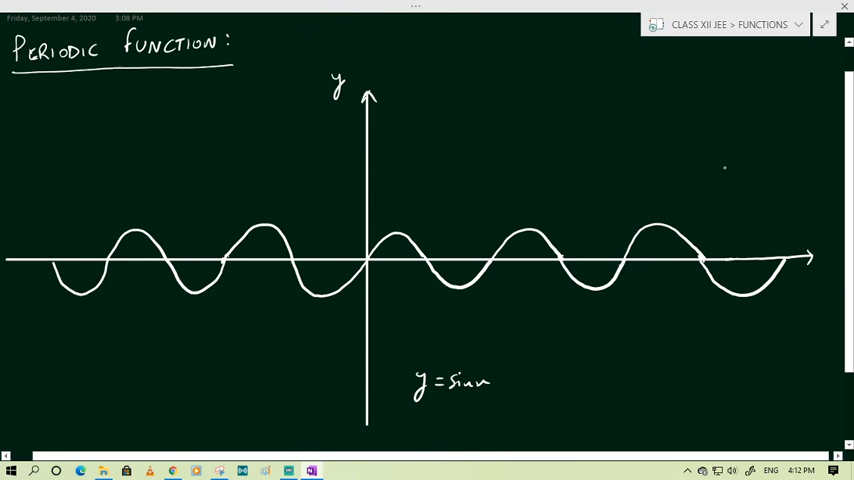 Friday, September 4, 2020 3:08 PM
CLASS XII JEE > FUNCTIONS
PERIODIC FUNCTION:
y
y = sinx
ENG 4:12 PM